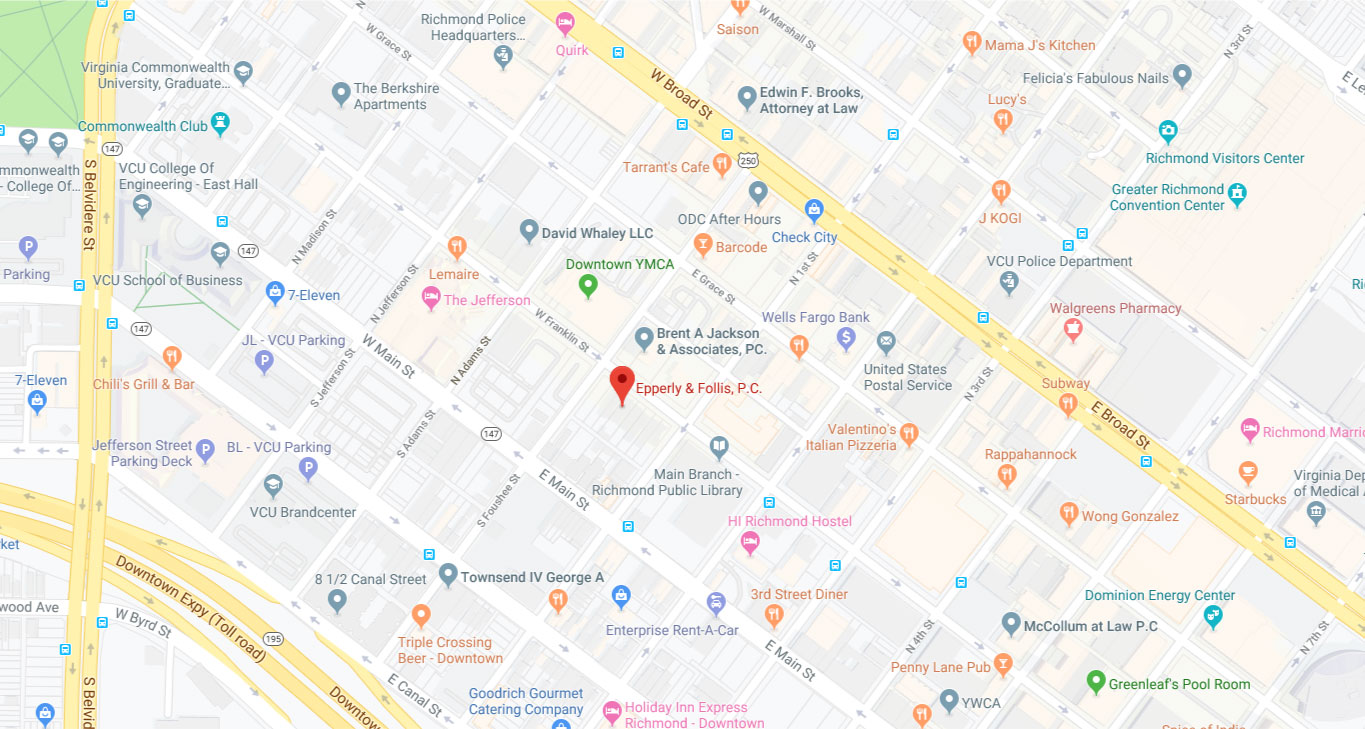 W Grace St
Richmond Police
Headquarters...
Quirk
Saison
W Marshall St
Mama J's Kitchen
N 3rd St
Virginia Commonwealth
University, Graduate...
The Berkshire
Apartments
W Broad St
Edwin F. Brooks,
Attorney at Law
Felicia's Fabulous Nails
Lucy's
Commonwealth Club
147
250
mmonwealth
- College Of...
VCU College Of
Engineering - East Hall
Tarrant's Cafe
Richmond Visitors Center
Greater Richmond
Convention Center
S Belvidere St
N Madison St
ODC After Hours
J KOGI
David Whaley LLC
Check City
Barcode
P
Parking
147
Lemaire
Downtown YMCA
E Grace St
N 1st St
VCU Police Department
VCU School of Business
7-Eleven
N Jefferson St
The Jefferson
W Franklin St
Wells Fargo Bank
$
Walgreens Pharmacy
147
JL - VCU Parking
P
W Main St
N Adams St
Brent A Jackson
& Associates, PC.
United States
Postal Service
N 3rd St
Subway
7-Eleven
Chili's Grill & Bar
S Jefferson St
Epperly & Follis, P.C.
E Broad St
Jefferson Street
Parking Deck
P
BL - VCU Parking
P
S Adams St
147
Valentino's
Italian Pizzeria
Richmond Marri
Rappahannock
Main Branch -
Richmond Public Library
Starbucks
Virginia Dep
of Medical
VCU Brandcenter
S Foushee St
E Main St
HI Richmond Hostel
Wong Gonzalez
ket
Downtown Expy (Toll road)
8 1/2 Canal Street
Townsend IV George A
3rd Street Diner
Dominion Energy Center
wood Ave
W Byrd St
195
Triple Crossing
Beer - Downtown
Enterprise Rent-A-Car
E Main St
N 4th St
McCollum at Law P.C
N 7th St
Penny Lane Pub
Greenleaf's Pool Room
S Belvid
Downtow
E Canal St
Goodrich Gourmet
Catering Company
Holiday Inn Express
Richmond - Downtown
YWCA